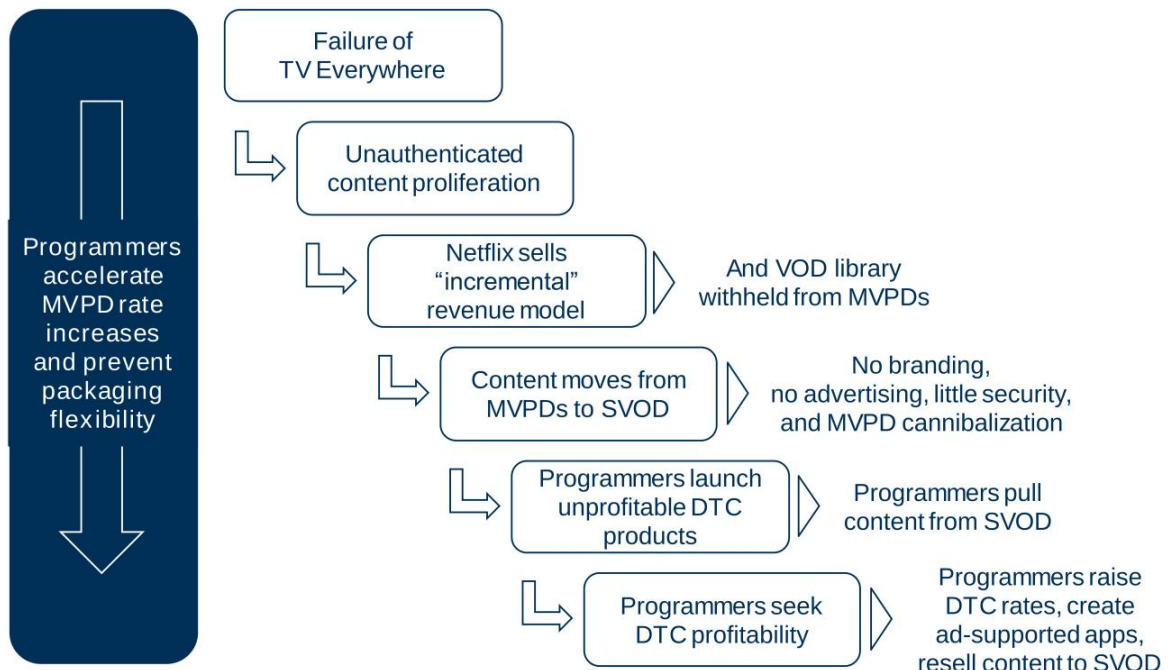 Failure of
TV Everywhere
Unauthenticated
content proliferation
Programmers
accelerate
MVPD rate
increases
and prevent
packaging
flexibility
Netflix sells
“incremental”
revenue model
And VOD library
withheld from MVPDs
Content moves from
MVPDs to SVOD
No branding,
no advertising, little security,
and MVPD cannibalization
Programmers launch
unprofitable DTC
products
Programmers pull
content from SVOD
Programmers seek
DTC profitability
Programmers raise
DTC rates, create
ad-supported apps,
resell content to SVOD